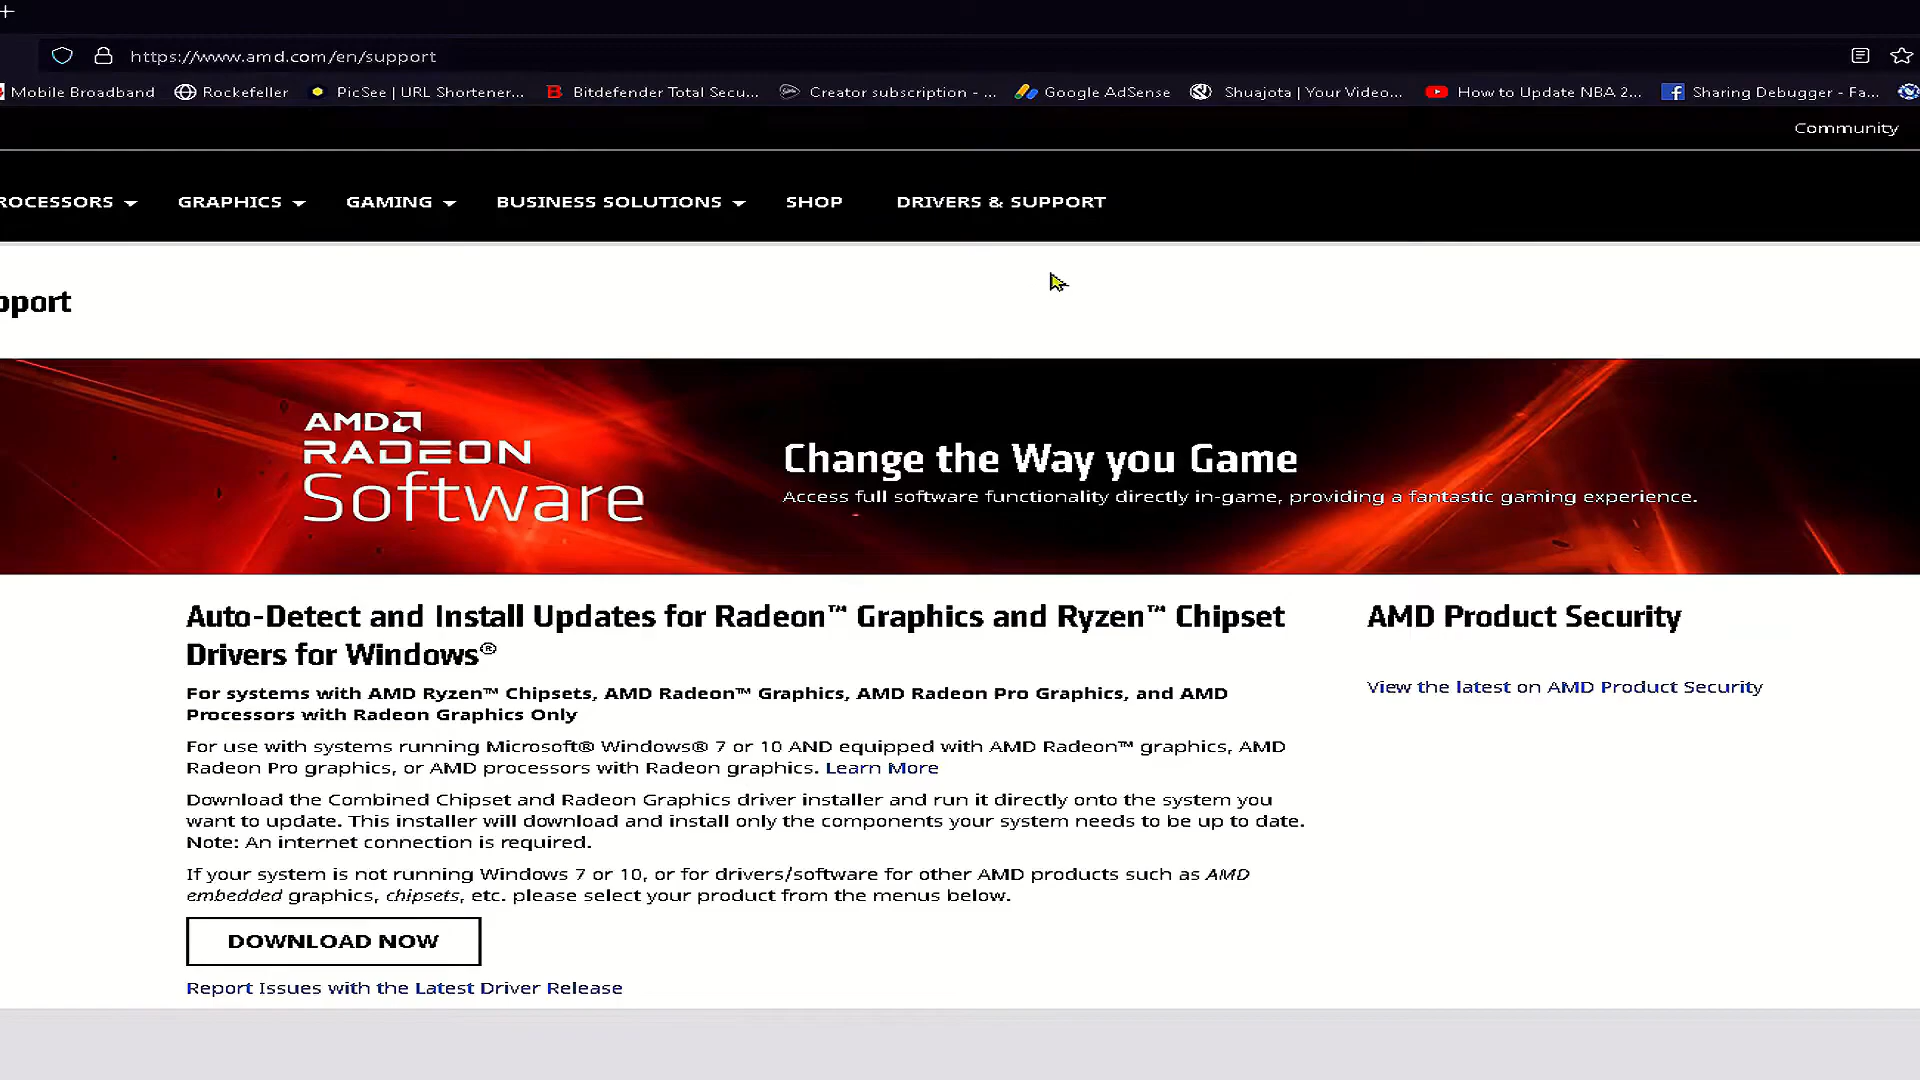 https://www.amd.com/en/support
Mobile Broadband Rockefeller PicSee | URL Shortener... Bitdefender Total Secu... Creator subscription - ... Google AdSense Shuajota | Your Video... How to Update NBA 2... Sharing Debugger - Fa...
Community
ROCESSORS GRAPHICS GAMING BUSINESS SOLUTIONS SHOP DRIVERS & SUPPORT
pport
AMD
RADEON
Software
Change the Way you Game
Access full software functionality directly in-game, providing a fantastic gaming experience.
Auto-Detect and Install Updates for Radeon™ Graphics and Ryzen™ Chipset
Drivers for Windows®
For systems with AMD Ryzen™ Chipsets, AMD Radeon™ Graphics, AMD Radeon Pro Graphics, and AMD
Processors with Radeon Graphics Only
For use with systems running Microsoft® Windows® 7 or 10 AND equipped with AMD Radeon™ graphics, AMD
Radeon Pro graphics, or AMD processors with Radeon graphics. Learn More
Download the Combined Chipset and Radeon Graphics driver installer and run it directly onto the system you
want to update. This installer will download and install only the components your system needs to be up to date.
Note: An internet connection is required.
If your system is not running Windows 7 or 10, or for drivers/software for other AMD products such as AMD
embedded graphics, chipsets, etc. please select your product from the menus below.
DOWNLOAD NOW
Report Issues with the Latest Driver Release
AMD Product Security
View the latest on AMD Product Security